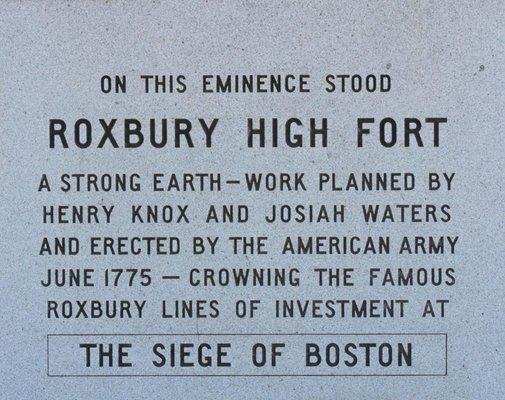 ON THIS EMINENCE STOOD
ROXBURY HIGH FORT
A STRONG EARTH–WORK PLANNED BY
HENRY KNOX AND JOSIAH WATERS
AND ERECTED BY THE AMERICAN ARMY
JUNE 1775 – CROWNING THE FAMOUS
ROXBURY LINES OF INVESTMENT AT
THE SIEGE OF BOSTON